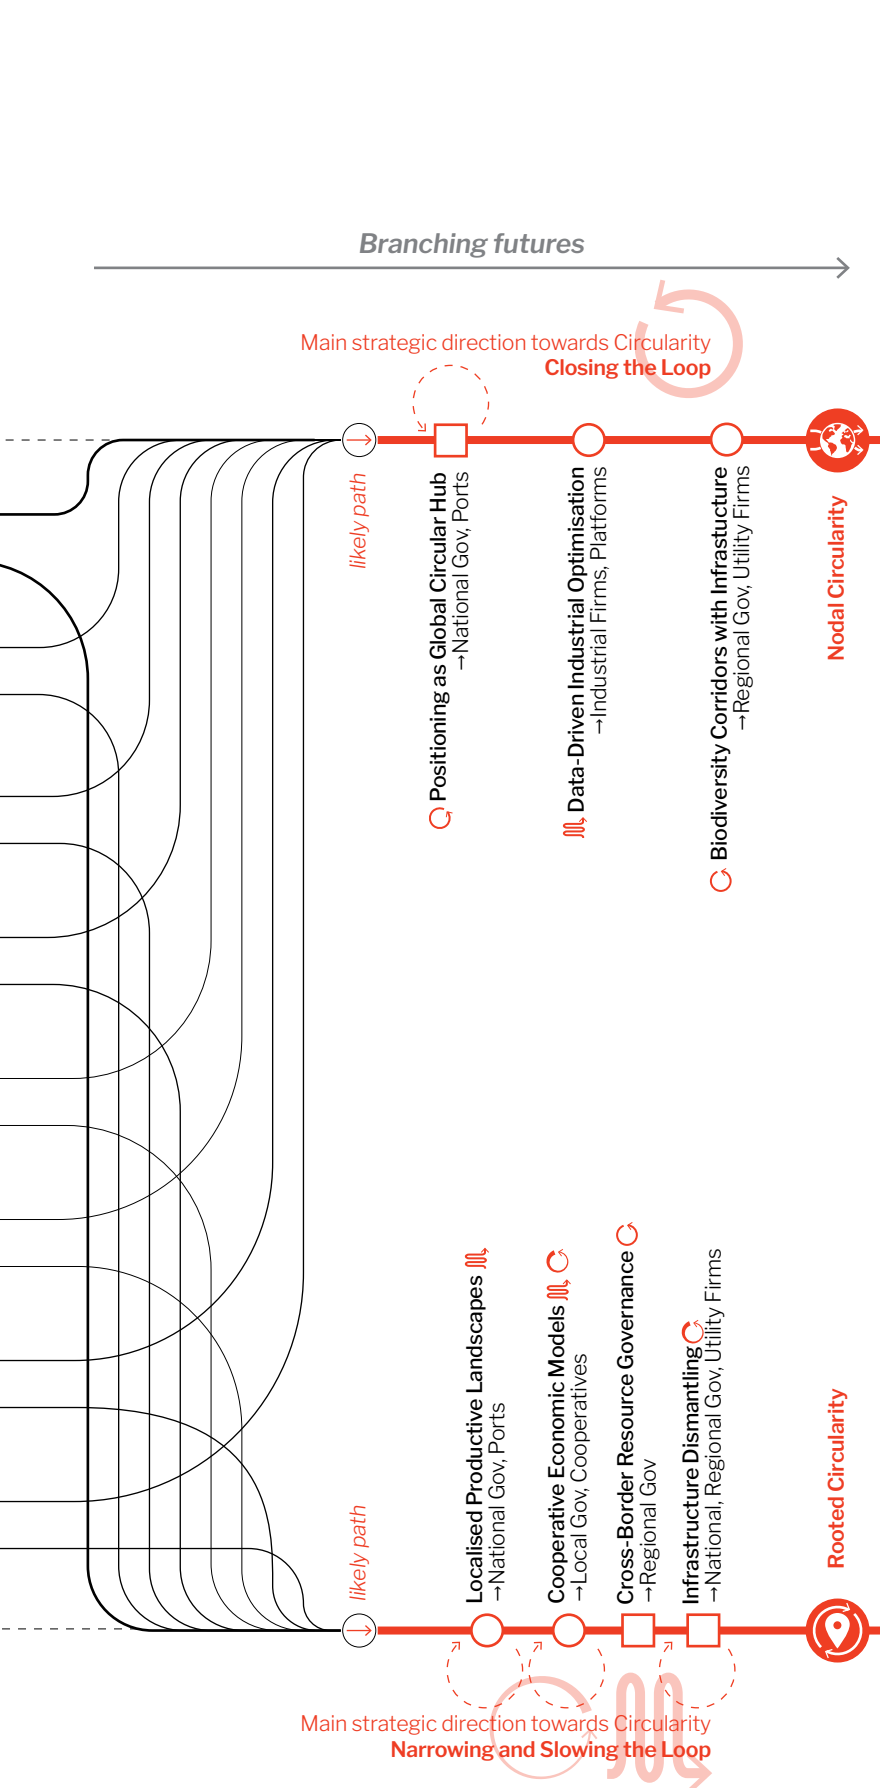 Branching futures
Main strategic direction towards Circularity
Closing the Loop
likely path
Positioning as Global Circular Hub
→National Gov, Ports
Data-Driven Industrial Optimisation
→Industrial Firms, Platforms
Biodiversity Corridors with Infrastucture
→Regional Gov, Utility Firms
Nodal Circularity
likely path
Localised Productive Landscapes
→National Gov, Ports
Cooperative Economic Models
→Local Gov, Cooperatives
Cross-Border Resource Governance
→Regional Gov
Infrastructure Dismantling
→National, Regional Gov, Utility Firms
Rooted Circularity
Main strategic direction towards Circularity
Narrowing and Slowing the Loop